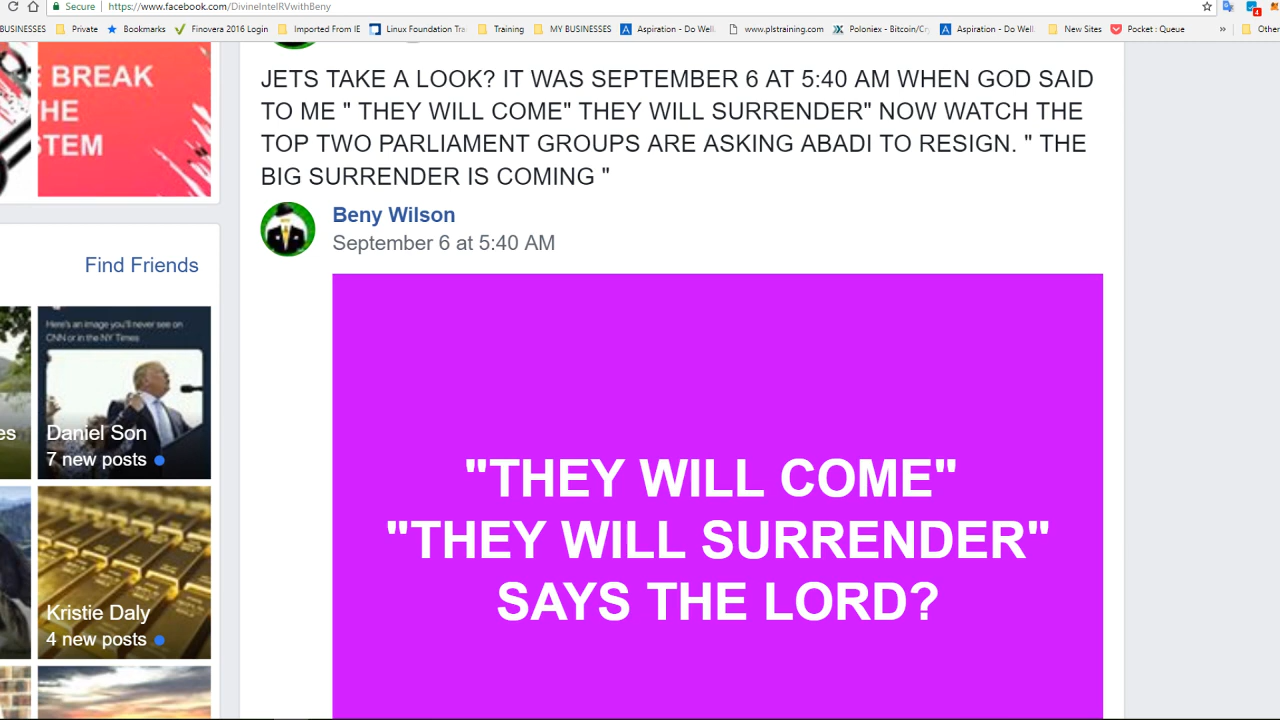 Secure
https://www.facebook.com/DivineIntelRVwithBeny
4
BUSINESSES Private Bookmarks Finovera 2016 Login Imported From IE Linux Foundation Tra Training MY BUSINESSES Aspiration - Do Well. www.plstraining.com Poloniex - Bitcoin/Cr Aspiration - Do Well. New Sites Pocket : Queue » Other
E BREAK
THE
STEM
JETS TAKE A LOOK? IT WAS SEPTEMBER 6 AT 5:40 AM WHEN GOD SAID
TO ME " THEY WILL COME" THEY WILL SURRENDER" NOW WATCH THE
TOP TWO PARLIAMENT GROUPS ARE ASKING ABADI TO RESIGN. " THE
BIG SURRENDER IS COMING "
Beny Wilson
September 6 at 5:40 AM
Find Friends
Here's an image you'll never see on
CNN or in the NY Times
es
Daniel Son
7 new posts
Kristie Daly
4 new posts
"THEY WILL COME"
"THEY WILL SURRENDER"
SAYS THE LORD?